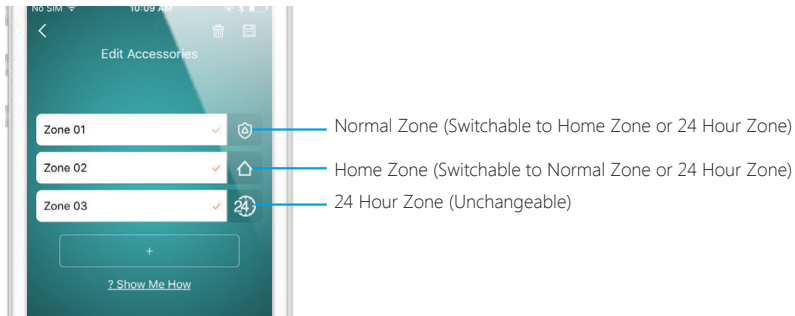 No SIM 10:09 AM
Edit Accessories
Zone 01
Normal Zone (Switchable to Home Zone or 24 Hour Zone)
Zone 02
Home Zone (Switchable to Normal Zone or 24 Hour Zone)
Zone 03
24
24 Hour Zone (Unchangeable)
+
? Show Me How